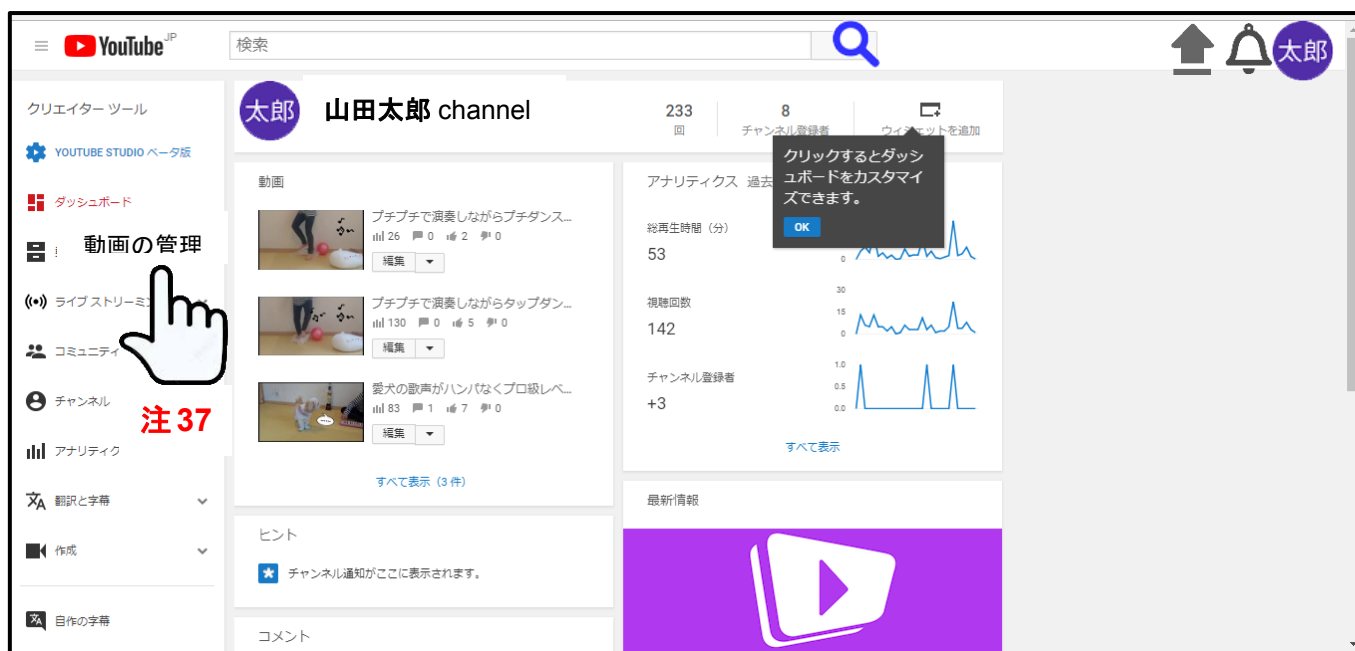 YouTube JP
検索
太郎
クリエイター ツール
YOUTUBE STUDIO ベータ版
ダッシュボード
動画の管理
ライブ ストリーミン
コミュニティ
チャンネル
注37
アナリティク
翻訳と字幕
作成
自作の字幕
太郎 山田太郎 channel
233
回
8
チャンネル登録者
ウィジェットを追加
クリックするとダッシ
ュボードをカスタマイ
ズできます。
OK
動画
プチプチで演奏しながらプチダンス...
26 0 2 0
編集
プチプチで演奏しながらタップダン...
130 0 5 0
編集
愛犬の歌声がハンパなくプロ級レベ...
83 1 7 0
編集
すべて表示（3 件）
ヒント
チャンネル通知がここに表示されます。
コメント
アナリティクス 過去
総再生時間（分）
53
0
視聴回数
142
30
15
0
チャンネル登録者
+3
1.0
0.5
0.0
すべて表示
最新情報